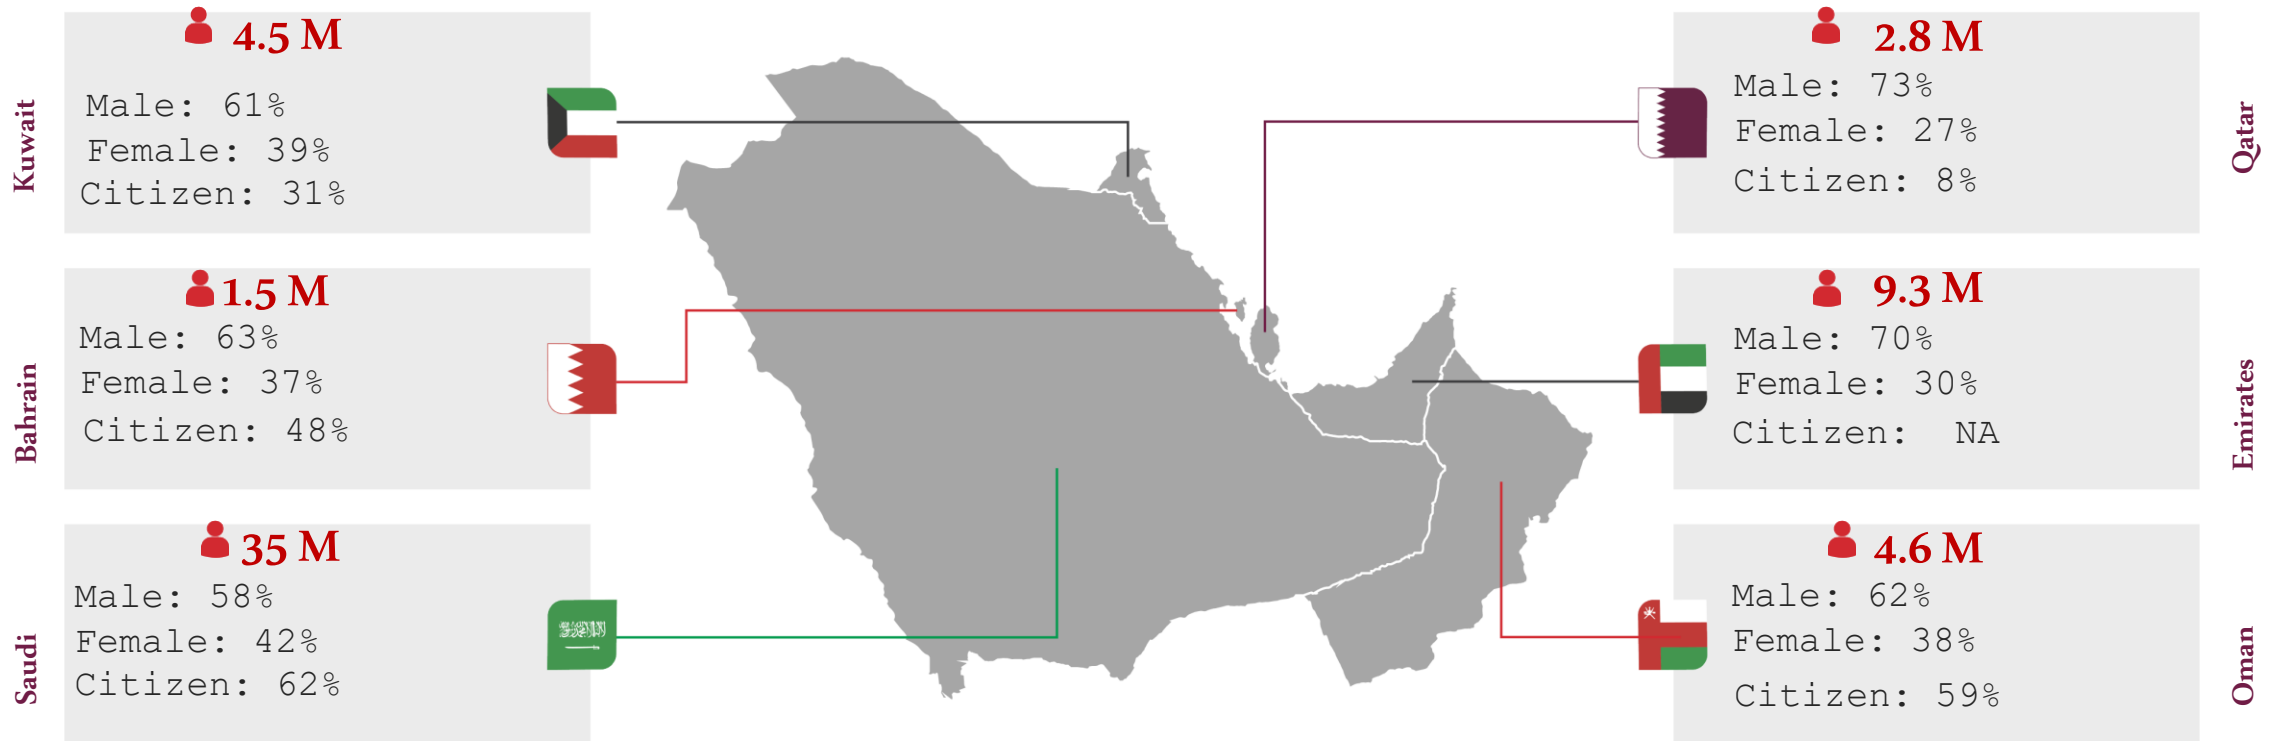 Kuwait
4.5 M
Male: 61%
Female: 39%
Citizen: 31%
Bahrain
1.5 M
Male: 63%
Female: 37%
Citizen: 48%
Saudi
35 M
Male: 58%
Female: 42%
Citizen: 62%
Qatar
2.8 M
Male: 73%
Female: 27%
Citizen: 8%
Emirates
9.3 M
Male: 70%
Female: 30%
Citizen: NA
Oman
4.6 M
Male: 62%
Female: 38%
Citizen: 59%